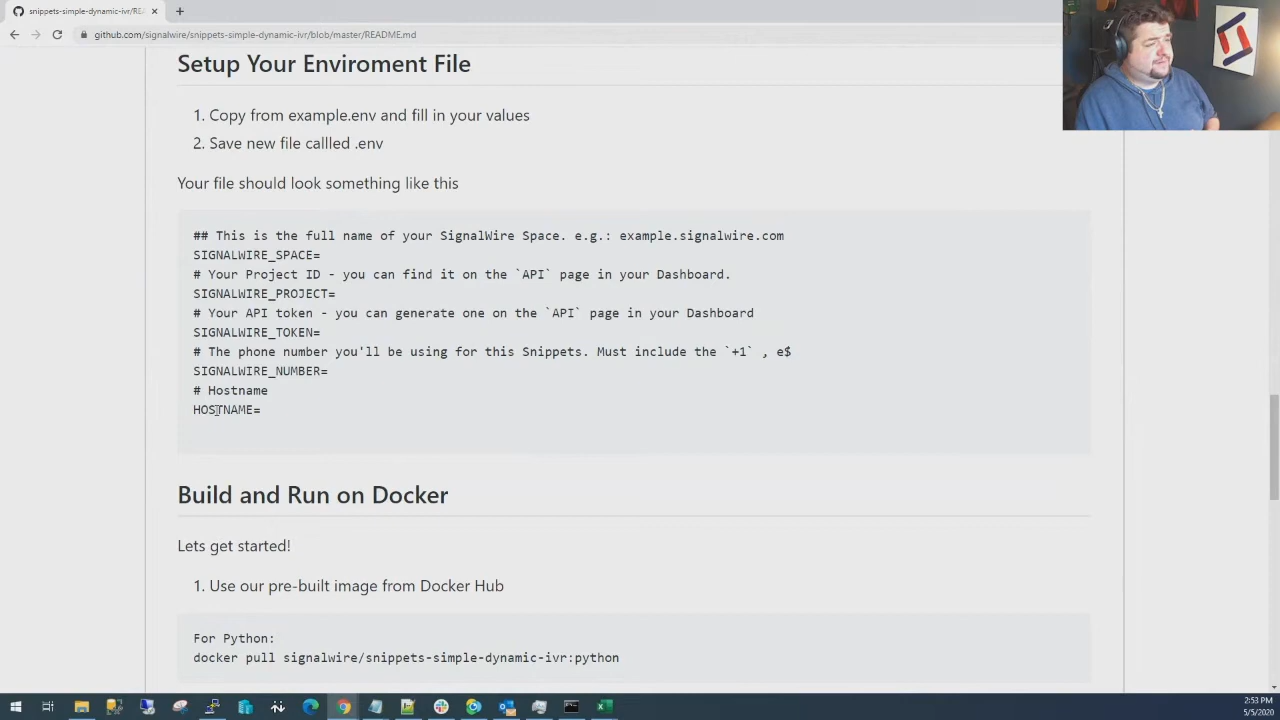 snippets-simple-dynamic-ivr/REA
github.com/signalwire/snippets-simple-dynamic-ivr/blob/master/README.md
Setup Your Enviroment File
1. Copy from example.env and fill in your values
2. Save new file callled .env
Your file should look something like this
## This is the full name of your SignalWire Space. e.g.: example.signalwire.com
SIGNALWIRE_SPACE=
# Your Project ID - you can find it on the `API` page in your Dashboard.
SIGNALWIRE_PROJECT=
# Your API token - you can generate one on the `API` page in your Dashboard
SIGNALWIRE_TOKEN=
# The phone number you'll be using for this Snippets. Must include the `+1` , e$
SIGNALWIRE_NUMBER=
# Hostname
HOSTNAME=
Build and Run on Docker
Lets get started!
1. Use our pre-built image from Docker Hub
For Python:
docker pull signalwire/snippets-simple-dynamic-ivr:python
2:53 PM
5/5/2020